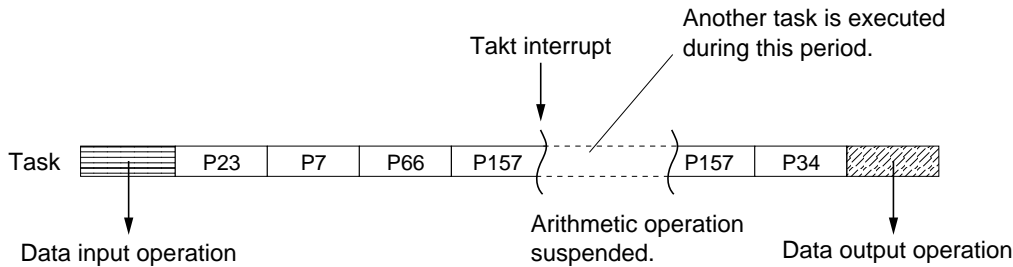 Another task is executed
during this period.
Takt interrupt
Task
P23
P7
P66
P157
P157
P34
Arithmetic operation
suspended.
Data input operation
Data output operation